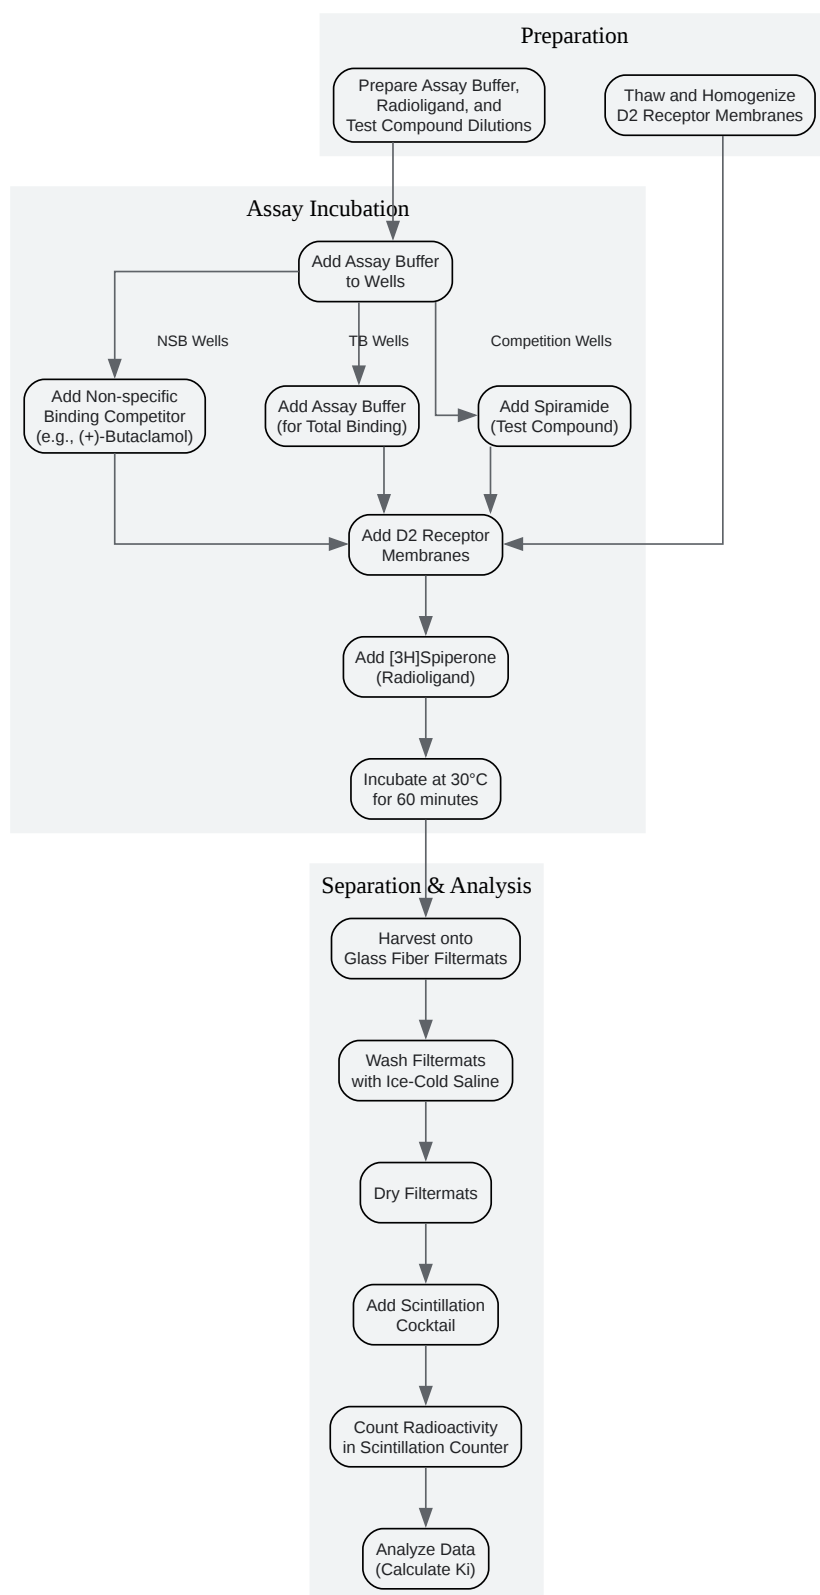 Preparation
Prepare Assay Buffer,
Radioligand, and
Test Compound Dilutions
Thaw and Homogenize
D2 Receptor Membranes
Assay Incubation
Add Assay Buffer
to Wells
NSB Wells
TB Wells
Competition Wells
Add Non-specific
Binding Competitor
(e.g., (+)-Butaclamol)
Add Assay Buffer
(for Total Binding)
Add Spiramide
(Test Compound)
Add D2 Receptor
Membranes
Add [3H]Spiperone
(Radioligand)
Incubate at 30°C
for 60 minutes
Separation & Analysis
Harvest onto
Glass Fiber Filtermats
Wash Filtermats
with Ice-Cold Saline
Dry Filtermats
Add Scintillation
Cocktail
Count Radioactivity
in Scintillation Counter
Analyze Data
(Calculate Ki)